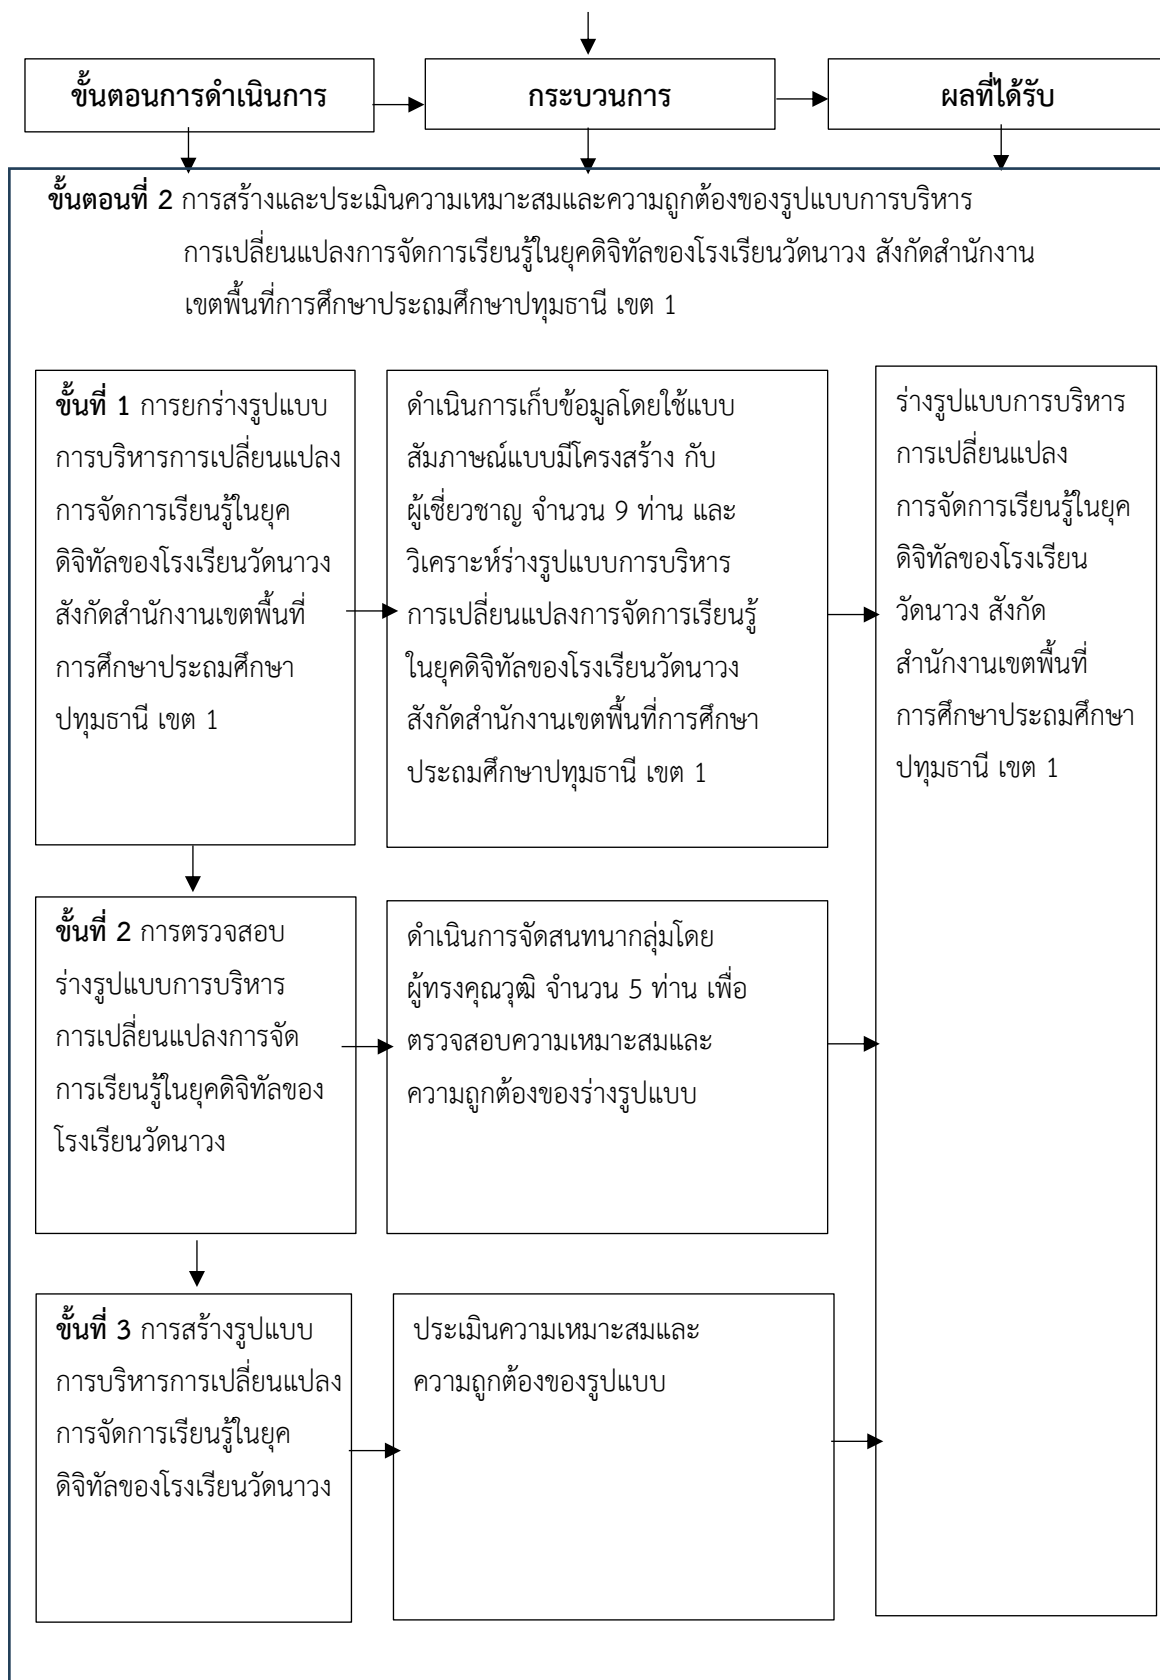 ขั้นตอนการดำเนินการ
กระบวนการ
ผลที่ได้รับ
ขั้นตอนที่ 2 การสร้างและประเมินความเหมาะสมและความถูกต้องของรูปแบบการบริหาร
การเปลี่ยนแปลงการจัดการเรียนรู้ในยุคดิจิทัลของโรงเรียนวัดนาวง สังกัดสำนักงาน
เขตพื้นที่การศึกษาประถมศึกษาปทุมธานี เขต 1
ขั้นที่ 1 การยกร่างรูปแบบ
การบริหารการเปลี่ยนแปลง
การจัดการเรียนรู้ในยุค
ดิจิทัลของโรงเรียนวัดนาวง
สังกัดสำนักงานเขตพื้นที่
การศึกษาประถมศึกษา
ปทุมธานี เขต 1
ดำเนินการเก็บข้อมูลโดยใช้แบบ
สัมภาษณ์แบบมีโครงสร้าง กับ
ผู้เชี่ยวชาญ จำนวน 9 ท่าน และ
วิเคราะห์ร่างรูปแบบการบริหาร
การเปลี่ยนแปลงการจัดการเรียนรู้
ในยุคดิจิทัลของโรงเรียนวัดนาวง
สังกัดสำนักงานเขตพื้นที่การศึกษา
ประถมศึกษาปทุมธานี เขต 1
ร่างรูปแบบการบริหาร
การเปลี่ยนแปลง
การจัดการเรียนรู้ในยุค
ดิจิทัลของโรงเรียน
วัดนาวง สังกัด
สำนักงานเขตพื้นที่
การศึกษาประถมศึกษา
ปทุมธานี เขต 1
ขั้นที่ 2 การตรวจสอบ
ร่างรูปแบบการบริหาร
การเปลี่ยนแปลงการจัด
การเรียนรู้ในยุคดิจิทัลของ
โรงเรียนวัดนาวง
ดำเนินการจัดสนทนากลุ่มโดย
ผู้ทรงคุณวุฒิ จำนวน 5 ท่าน เพื่อ
ตรวจสอบความเหมาะสมและ
ความถูกต้องของร่างรูปแบบ
ขั้นที่ 3 การสร้างรูปแบบ
การบริหารการเปลี่ยนแปลง
การจัดการเรียนรู้ในยุค
ดิจิทัลของโรงเรียนวัดนาวง
ประเมินความเหมาะสมและ
ความถูกต้องของรูปแบบ